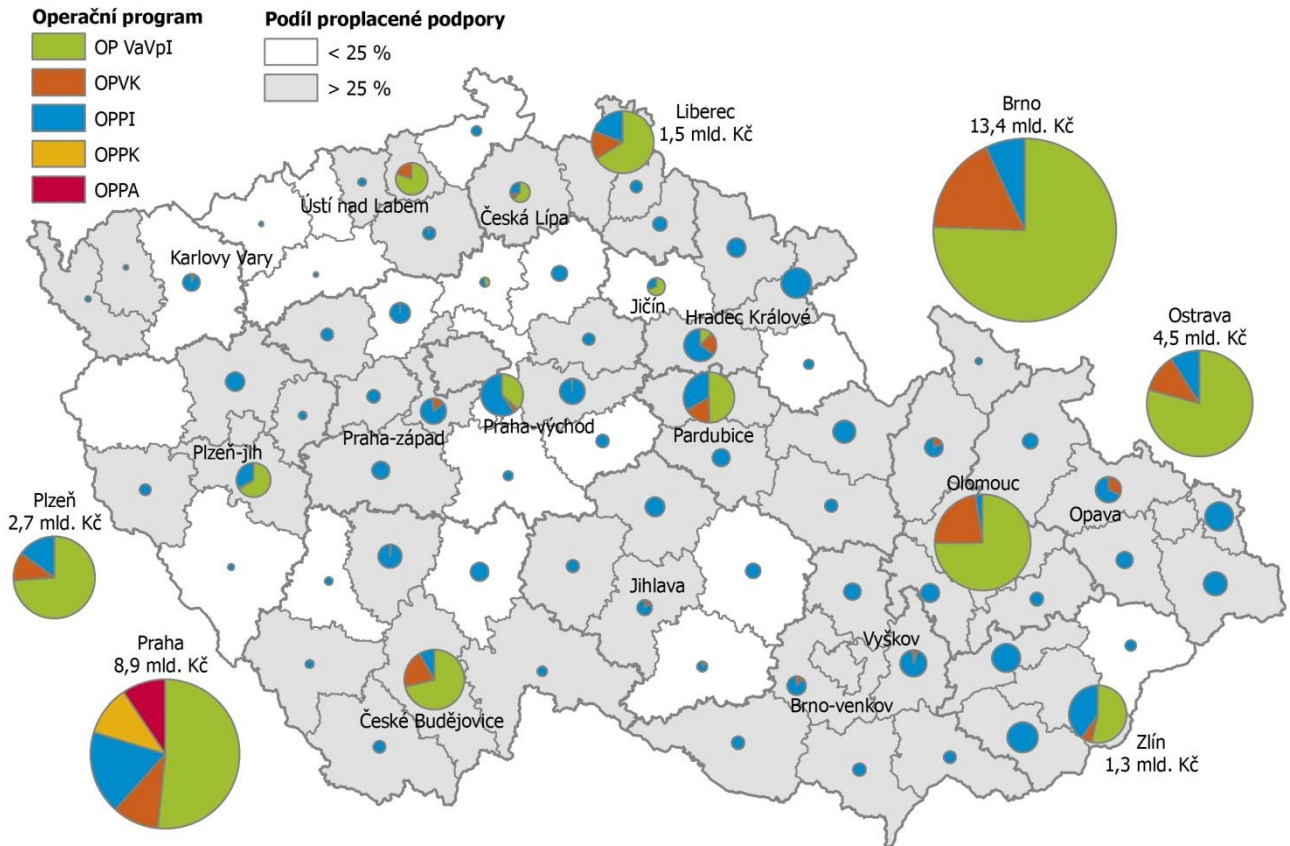 Operační program
OP VaVpI
OPVK
OPPI
OPPK
OPPA
Podíl proplacené podpory
< 25 %
> 25 %
Liberec
1,5 mld. Kč
Brno
13,4 mld. Kč
Ústí nad Labem
Česká Lípa
Karlovy Vary
Jičín
Hradec Králové
Ostrava
4,5 mld. Kč
Praha-západ
Praha-východ
Pardubice
Plzeň-jih
Plzeň
2,7 mld. Kč
Olomouc
Opava
Jihlava
Vyškov
Praha
8,9 mld. Kč
České Budějovice
Brno-venkov
Zlín
1,3 mld. Kč